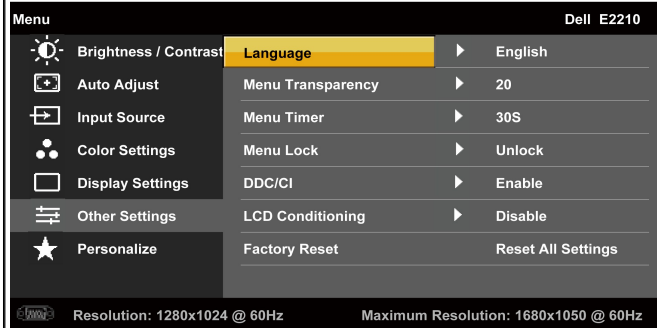 Menu Dell E2210
Brightness / Contrast Language English
Auto Adjust Menu Transparency 20
Input Source Menu Timer 30S
Color Settings Menu Lock Unlock
Display Settings DDC/CI Enable
Other Settings LCD Conditioning Disable
Personalize Factory Reset Reset All Settings
Resolution: 1280x1024 @ 60Hz Maximum Resolution: 1680x1050 @ 60Hz